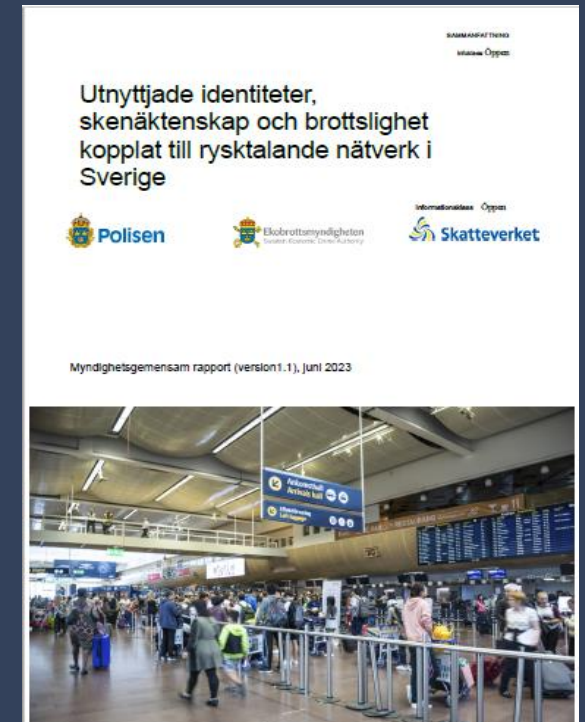 SAMMANFATTNING
Öppen
Utnyttjade identiteter,
skenäktenskap och brottslighet
kopplat till rysktalande nätverk i
Sverige
Informationsklass Öppen
Polisen
Ekobrottsmyndigheten
Swedish Economic Crime Authority
Skatteverket
Myndighetsgemensam rapport (version1.1), juni 2023
Ankomsthall
Arrivals hall